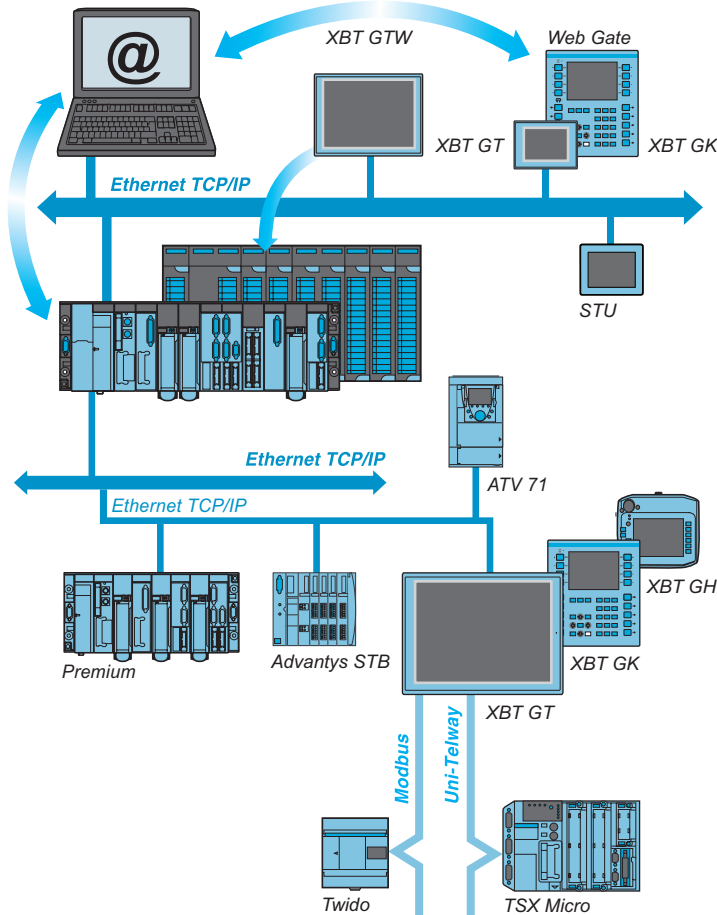 @
XBT GTW
Web Gate
XBT GT
XBT GK
Ethernet TCP/IP
STU
Ethernet TCP/IP
ATV 71
Ethernet TCP/IP
XBT GH
Premium
Advantys STB
XBT GK
XBT GT
Modbus
Uni-Telway
Twido
TSX Micro